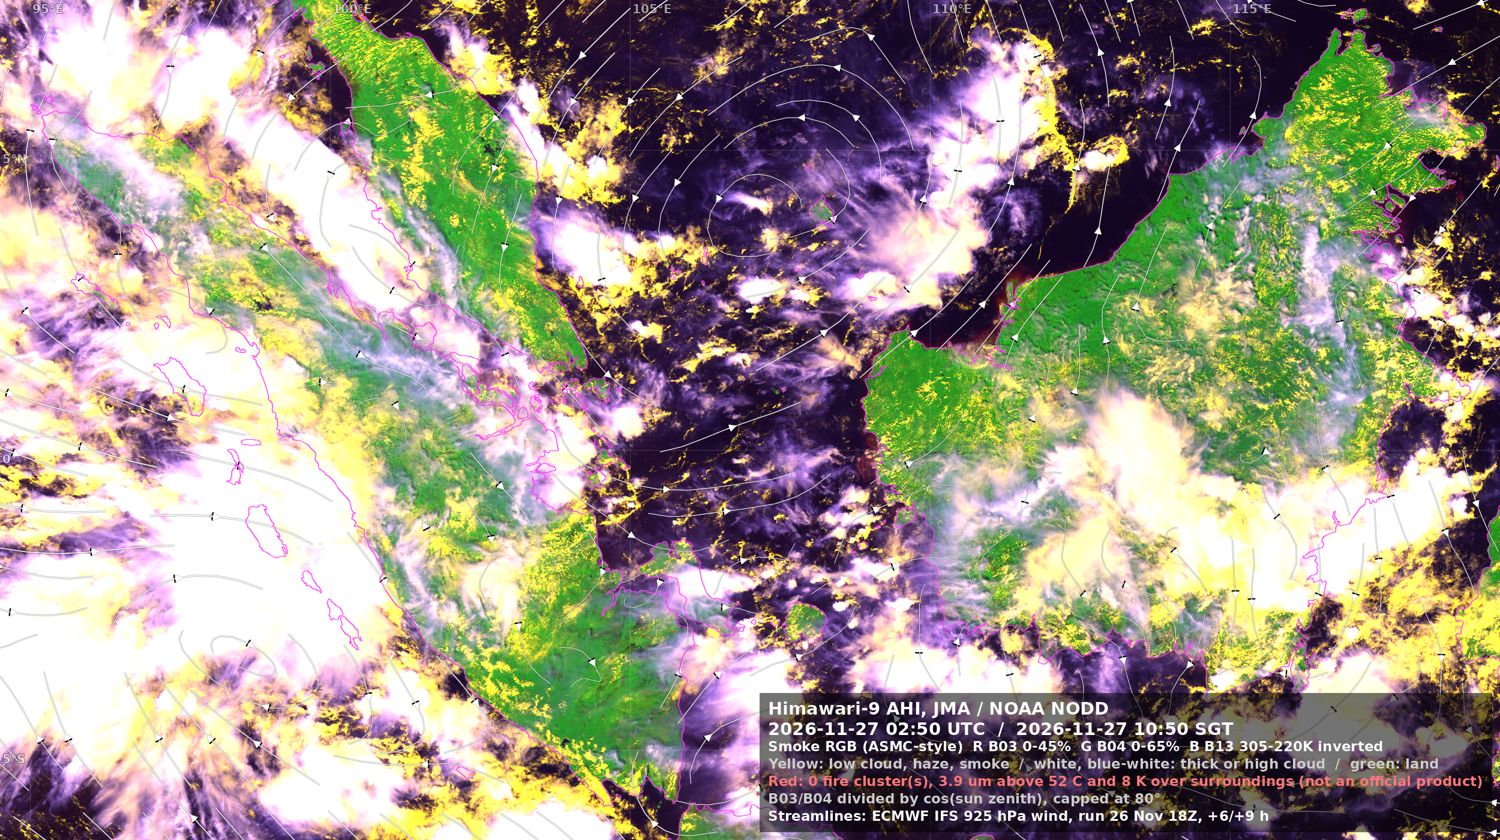 95°E
100°E
105°E
110°E
115°E
5°N
0°
5°S
Himawari-9 AHI, JMA / NOAA NODD
2026-11-27 02:50 UTC / 2026-11-27 10:50 SGT
Smoke RGB (ASMC-style) R B03 0-45% G B04 0-65% B B13 305-220K inverted
Yellow: low cloud, haze, smoke / white, blue-white: thick or high cloud / green: land
Red: 0 fire cluster(s), 3.9 um above 52 C and 8 K over surroundings (not an official product)
B03/B04 divided by cos(sun zenith), capped at 80°
Streamlines: ECMWF IFS 925 hPa wind, run 26 Nov 18Z, +6/+9 h